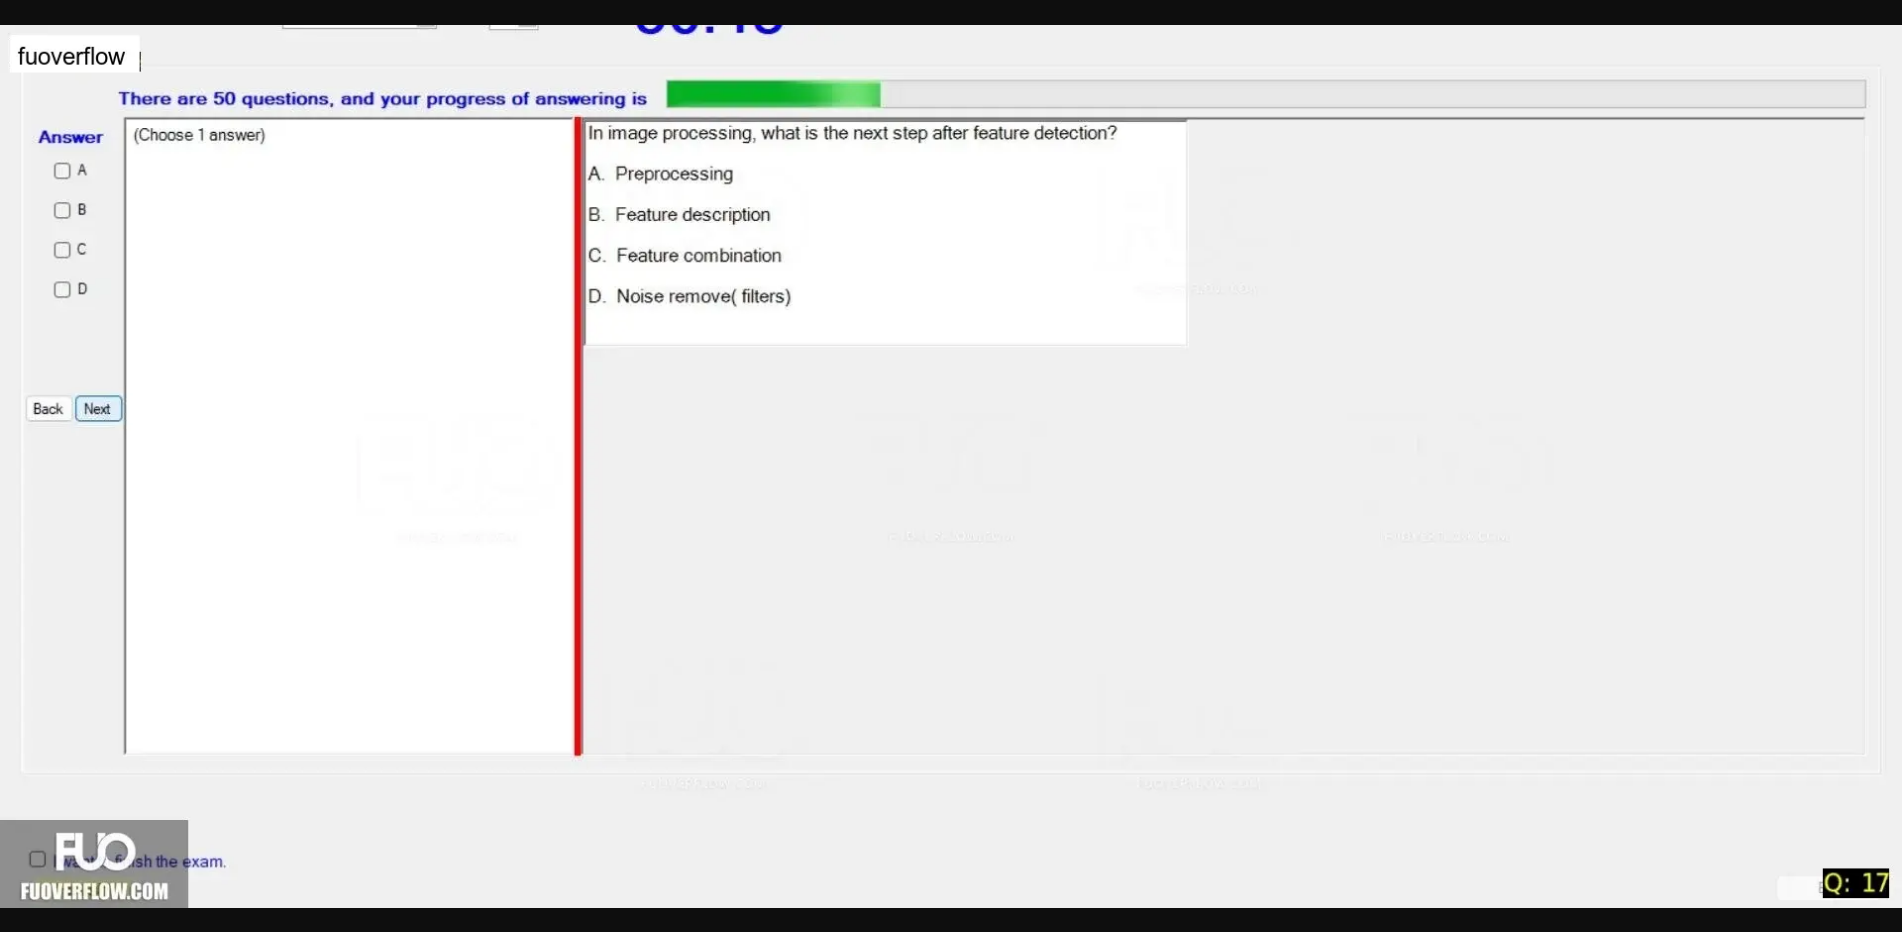 fuoverflow
There are 50 questions, and your progress of answering is
Answer
(Choose 1 answer)
A
B
C
D
Back
Next
In image processing, what is the next step after feature detection?
A. Preprocessing
B. Feature description
C. Feature combination
D. Noise remove( filters)
FUO
finish the exam.
FUOVERFLOW.COM
Q: 17